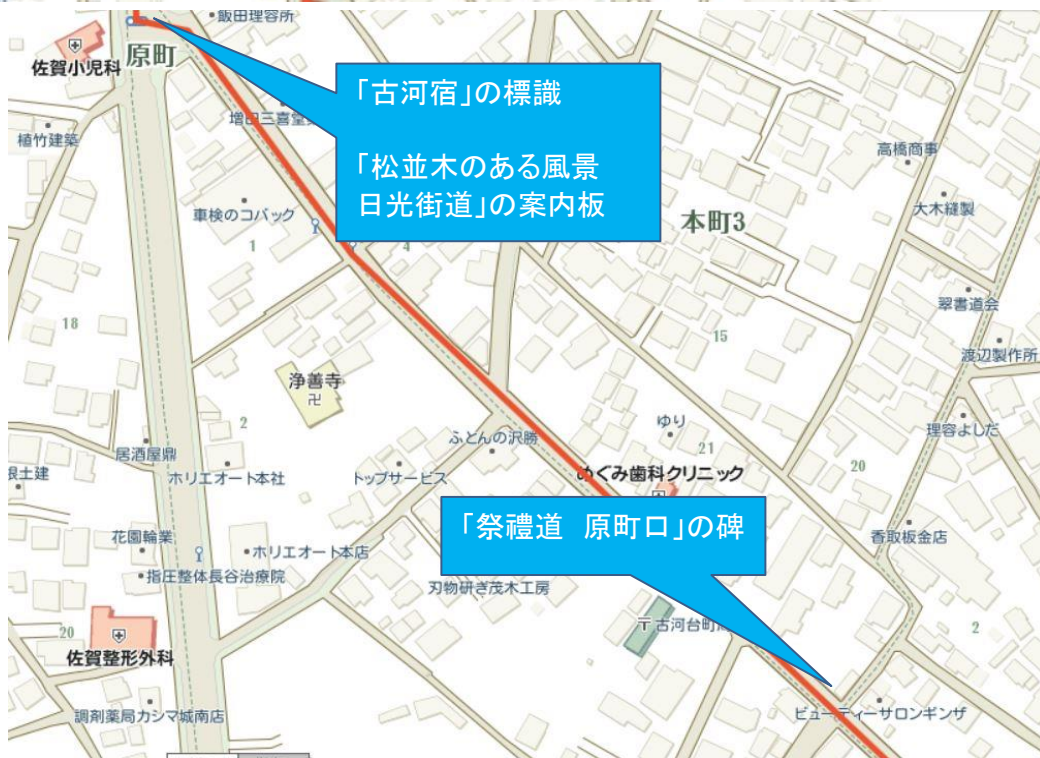 飯田理容所
佐賀小児科
原町
植竹建築
「古河宿」の標識
「松並木のある風景
日光街道」の案内板
高橋商事
車検のコバック
本町3
大木縫製
1
4
18
翠書道会
15
渡辺製作所
浄善寺
卍
2
ゆり
理容よしだ
ふとんの沢勝
21
居酒屋鼎
ホリエオート本社
トップサービス
めぐみ歯科クリニック
20
「祭禮道 原町口」の碑
花園輪業
香取板金店
ホリエオート本店
指圧整体長谷治療院
刃物研ぎ茂木工房
〒古河台町
2
20
佐賀整形外科
調剤薬局カシマ城南店
ビューティーサロンギンザ